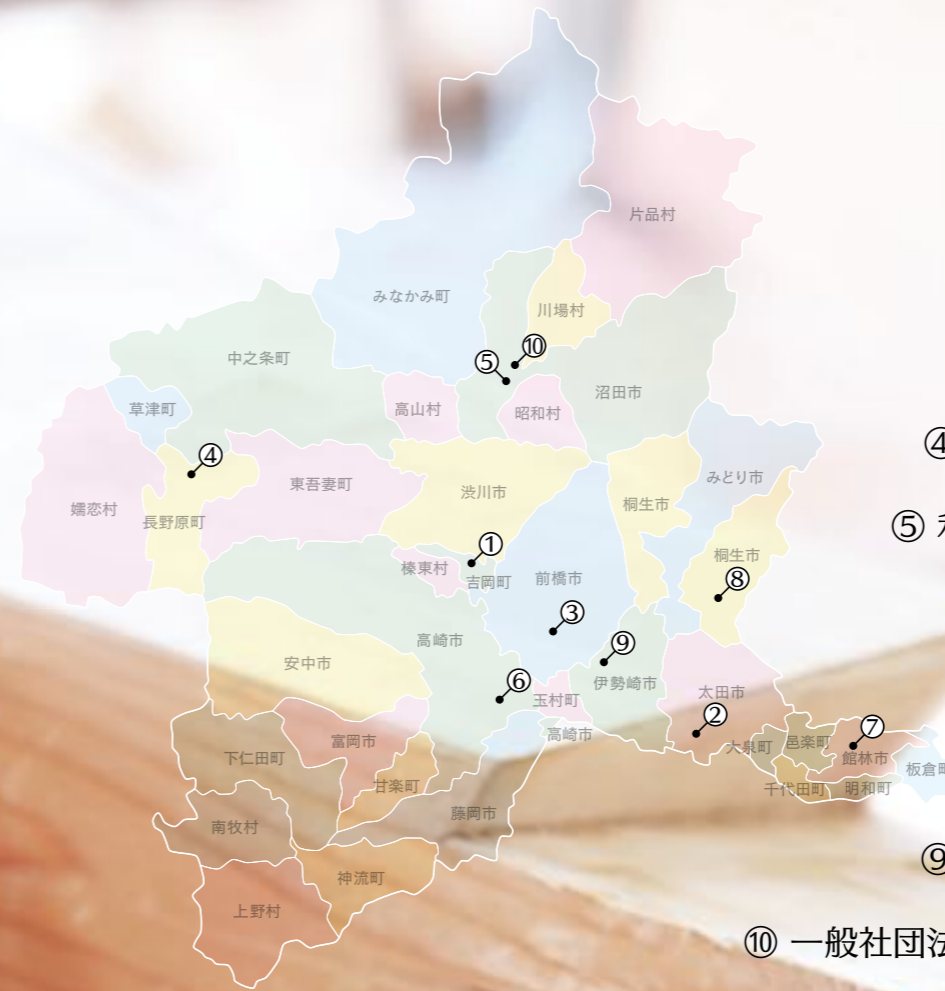 片品村
みなかみ町
川場村
⑩
中之条町
⑤
沼田市
草津町
高山村
昭和村
④
④
みどり市
東吾妻町
渋川市
桐生市
嬬恋村
長野原町
⑤
①
桐生市
榛東村
吉岡町
前橋市
⑧
③
高崎市
⑨
安中市
伊勢崎市
⑥
太田市
玉村町
②
⑦
富岡市
高崎市
大泉町
邑楽町
下仁田町
館林市
板倉町
甘楽町
千代田町
明和町
藤岡市
南牧村
⑨
神流町
上野村
⑩ 一般社団法